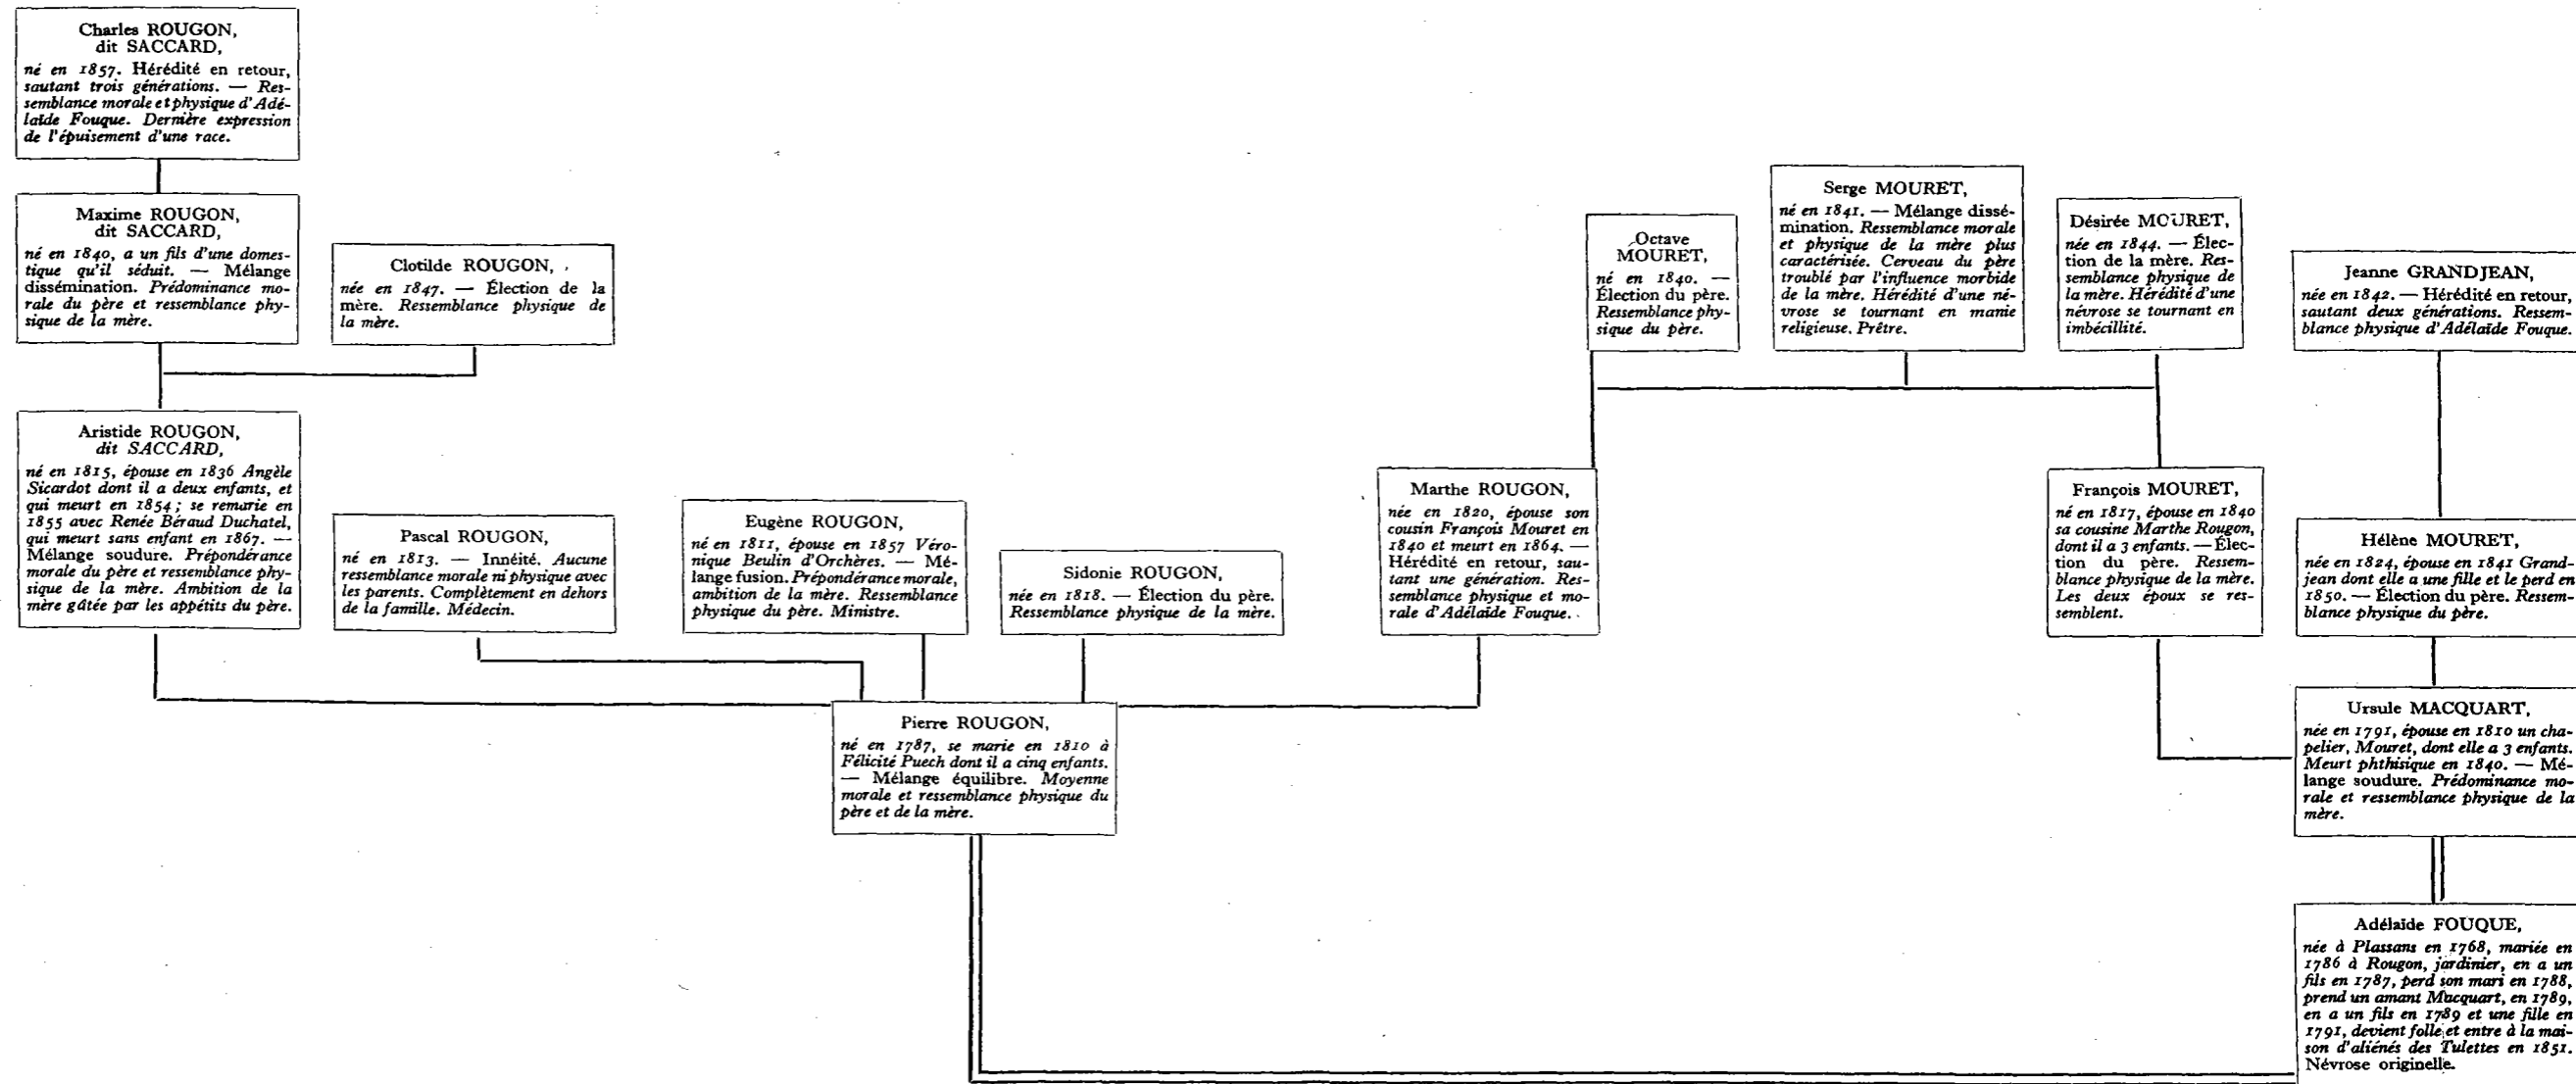 Charles ROUGON,
dit SACCARD,
né en 1857. Hérédité en retour,
sautant trois générations. — Res-
semblance morale et physique d'Adé-
laïde Fouque. Dernière expression
de l'épuisement d'une race.
Maxime ROUGON,
dit SACCARD,
né en 1840, a un fils d'une domes-
tique qu'il séduit. — Mélange
dissémination. Prédominance mo-
rale du père et ressemblance phy-
sique de la mère.
Clotilde ROUGON,
née en 1847. — Élection de la
mère. Ressemblance physique de
la mère.
Octave
MOURET,
né en 1840. —
Élection du père.
Ressemblance phy-
sique du père.
Serge MOURET,
né en 1841. — Mélange dissé-
mination. Ressemblance morale
et physique de la mère plus
caractérisée. Cerveau du père
troublé par l'influence morbide
de la mère. Hérédité d'une né-
vrose se tournant en manie
religieuse. Prêtre.
Désirée MOURET,
née en 1844. — Élec-
tion de la mère. Res-
semblance physique de
la mère. Hérédité d'une
névrose se tournant en
imbécillité.
Jeanne GRANDJEAN,
née en 1842. — Hérédité en retour,
sautant deux générations. Ressem-
blance physique d'Adélaïde Fouque.
Aristide ROUGON,
dit SACCARD,
né en 1815, épouse en 1836 Angèle
Sicardot dont il a deux enfants, et
qui meurt en 1854 ; se remarie en
1855 avec Renée Béraud Duchatel,
qui meurt sans enfant en 1867. —
Mélange soudure. Prépondérance
morale du père et ressemblance phy-
sique de la mère. Ambition de la
mère gâtée par les appétits du père.
Pascal ROUGON,
né en 1813. — Innéité. Aucune
ressemblance morale ni physique avec
les parents. Complètement en dehors
de la famille. Médecin.
Eugène ROUGON,
né en 1811, épouse en 1857 Véro-
nique Beulin d'Orchères. — Mé-
lange fusion. Prépondérance morale,
ambition de la mère. Ressemblance
physique du père. Ministre.
Sidonie ROUGON,
née en 1818. — Élection du père.
Ressemblance physique de la mère.
Marthe ROUGON,
née en 1820, épouse son
cousin François Mouret en
1840 et meurt en 1864. —
Hérédité en retour, sau-
tant une génération. Res-
semblance physique et mo-
rale d'Adélaïde Fouque.
François MOURET,
né en 1817, épouse en 1840
sa cousine Marthe Rougon,
dont il a 3 enfants. — Élec-
tion du père. Ressem-
blance physique de la mère.
Les deux époux se res-
semblent.
Hélène MOURET,
née en 1824, épouse en 1841 Grand-
jean dont elle a une fille et le perd en
1850. — Élection du père. Ressem-
blance physique du père.
Pierre ROUGON,
né en 1787, se marie en 1810 à
Félicité Puech dont il a cinq enfants.
— Mélange équilibre. Moyenne
morale et ressemblance physique du
père et de la mère.
Ursule MACQUART,
née en 1791, épouse en 1810 un cha-
pelier, Mouret, dont elle a 3 enfants.
Meurt phthisique en 1840. — Mé-
lange soudure. Prédominance mo-
rale et ressemblance physique de la
mère.
Adélaïde FOUQUE,
née à Plassans en 1768, mariée en
1786 à Rougon, jardinier, en a un
fils en 1787, perd son mari en 1788,
prend un amant Macquart, en 1789,
en a un fils en 1789 et une fille en
1791, devient folle et entre à la mai-
son d'aliénés des Tulettes en 1851.
Névrose originelle.